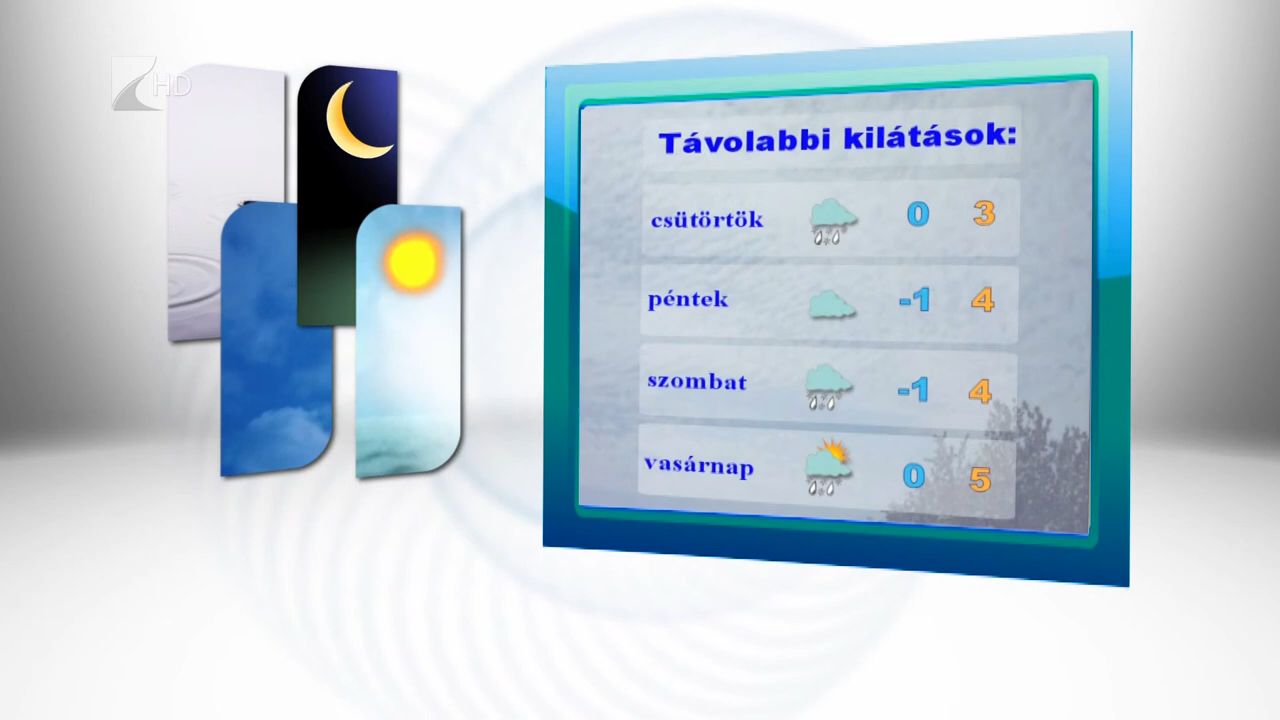 HD
Távolabbi kilátások:
csütörtök 0 3
péntek -1 4
szombat -1 4
vasárnap 0 5